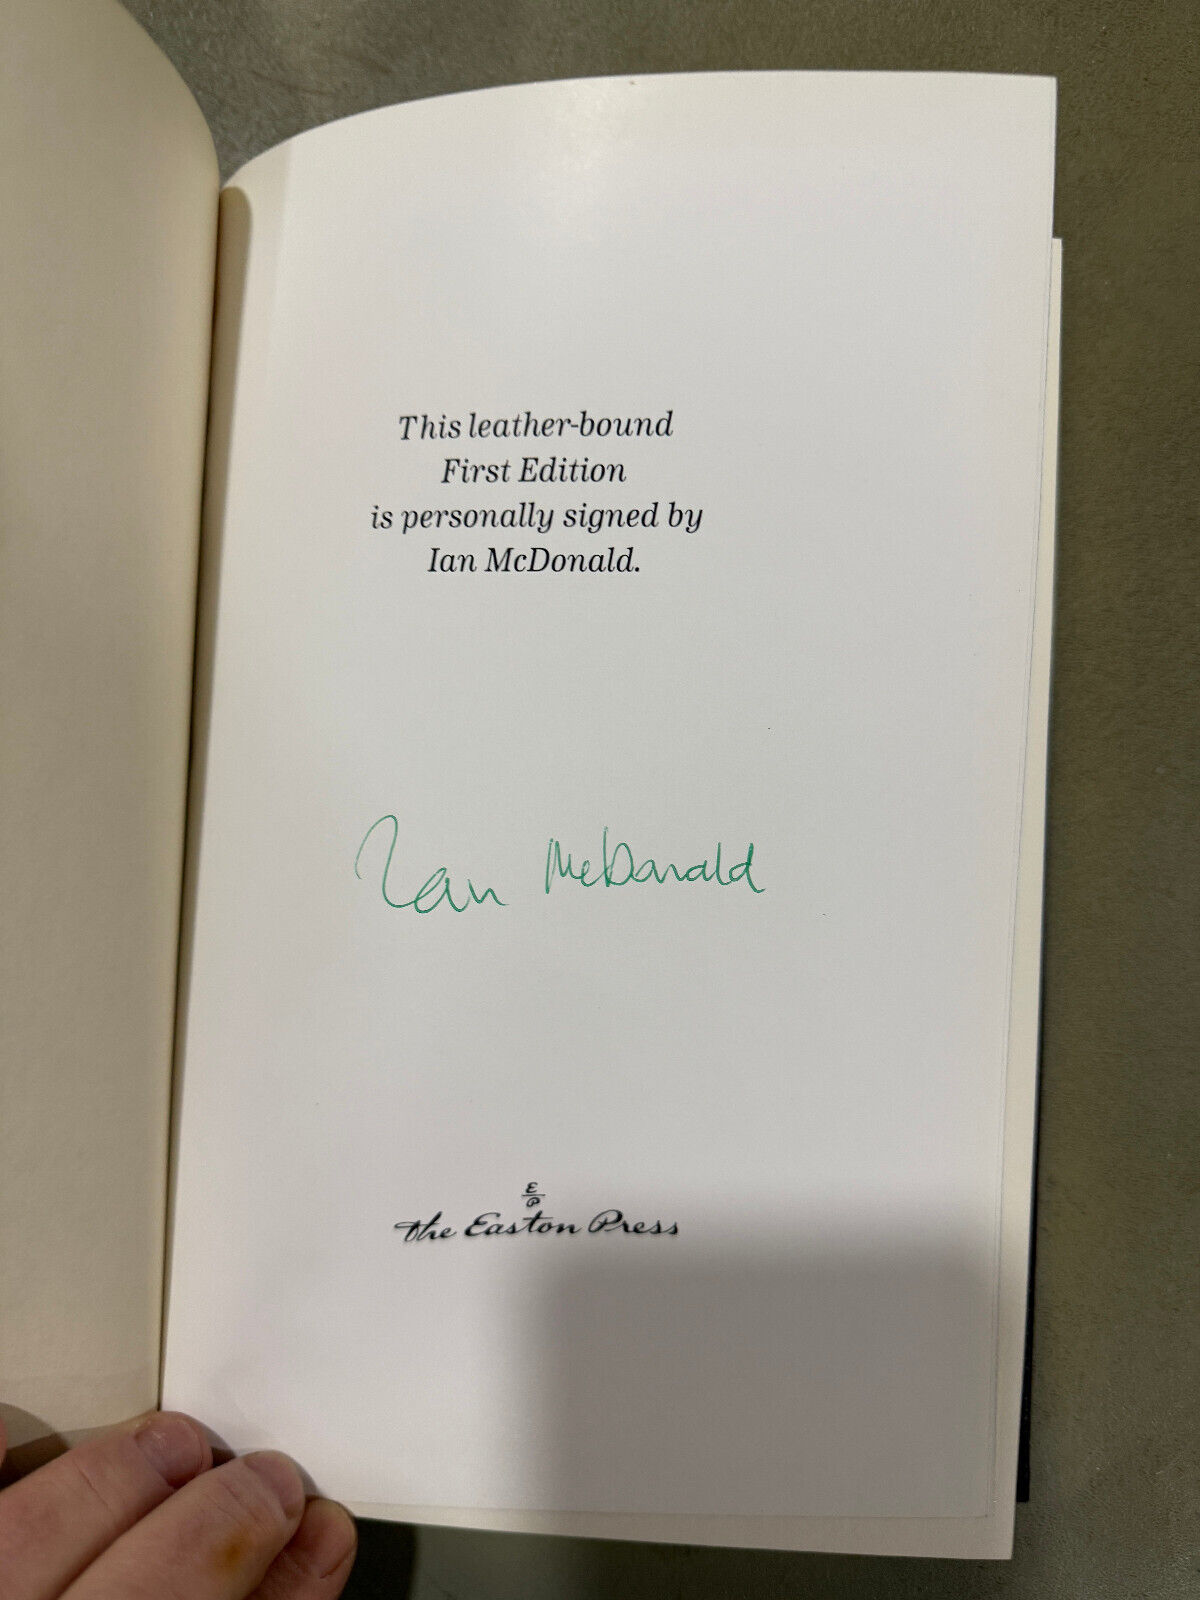 This leather-bound
First Edition
is personally signed by
Ian McDonald.
Ian McDonald
E
P
The Easton Press